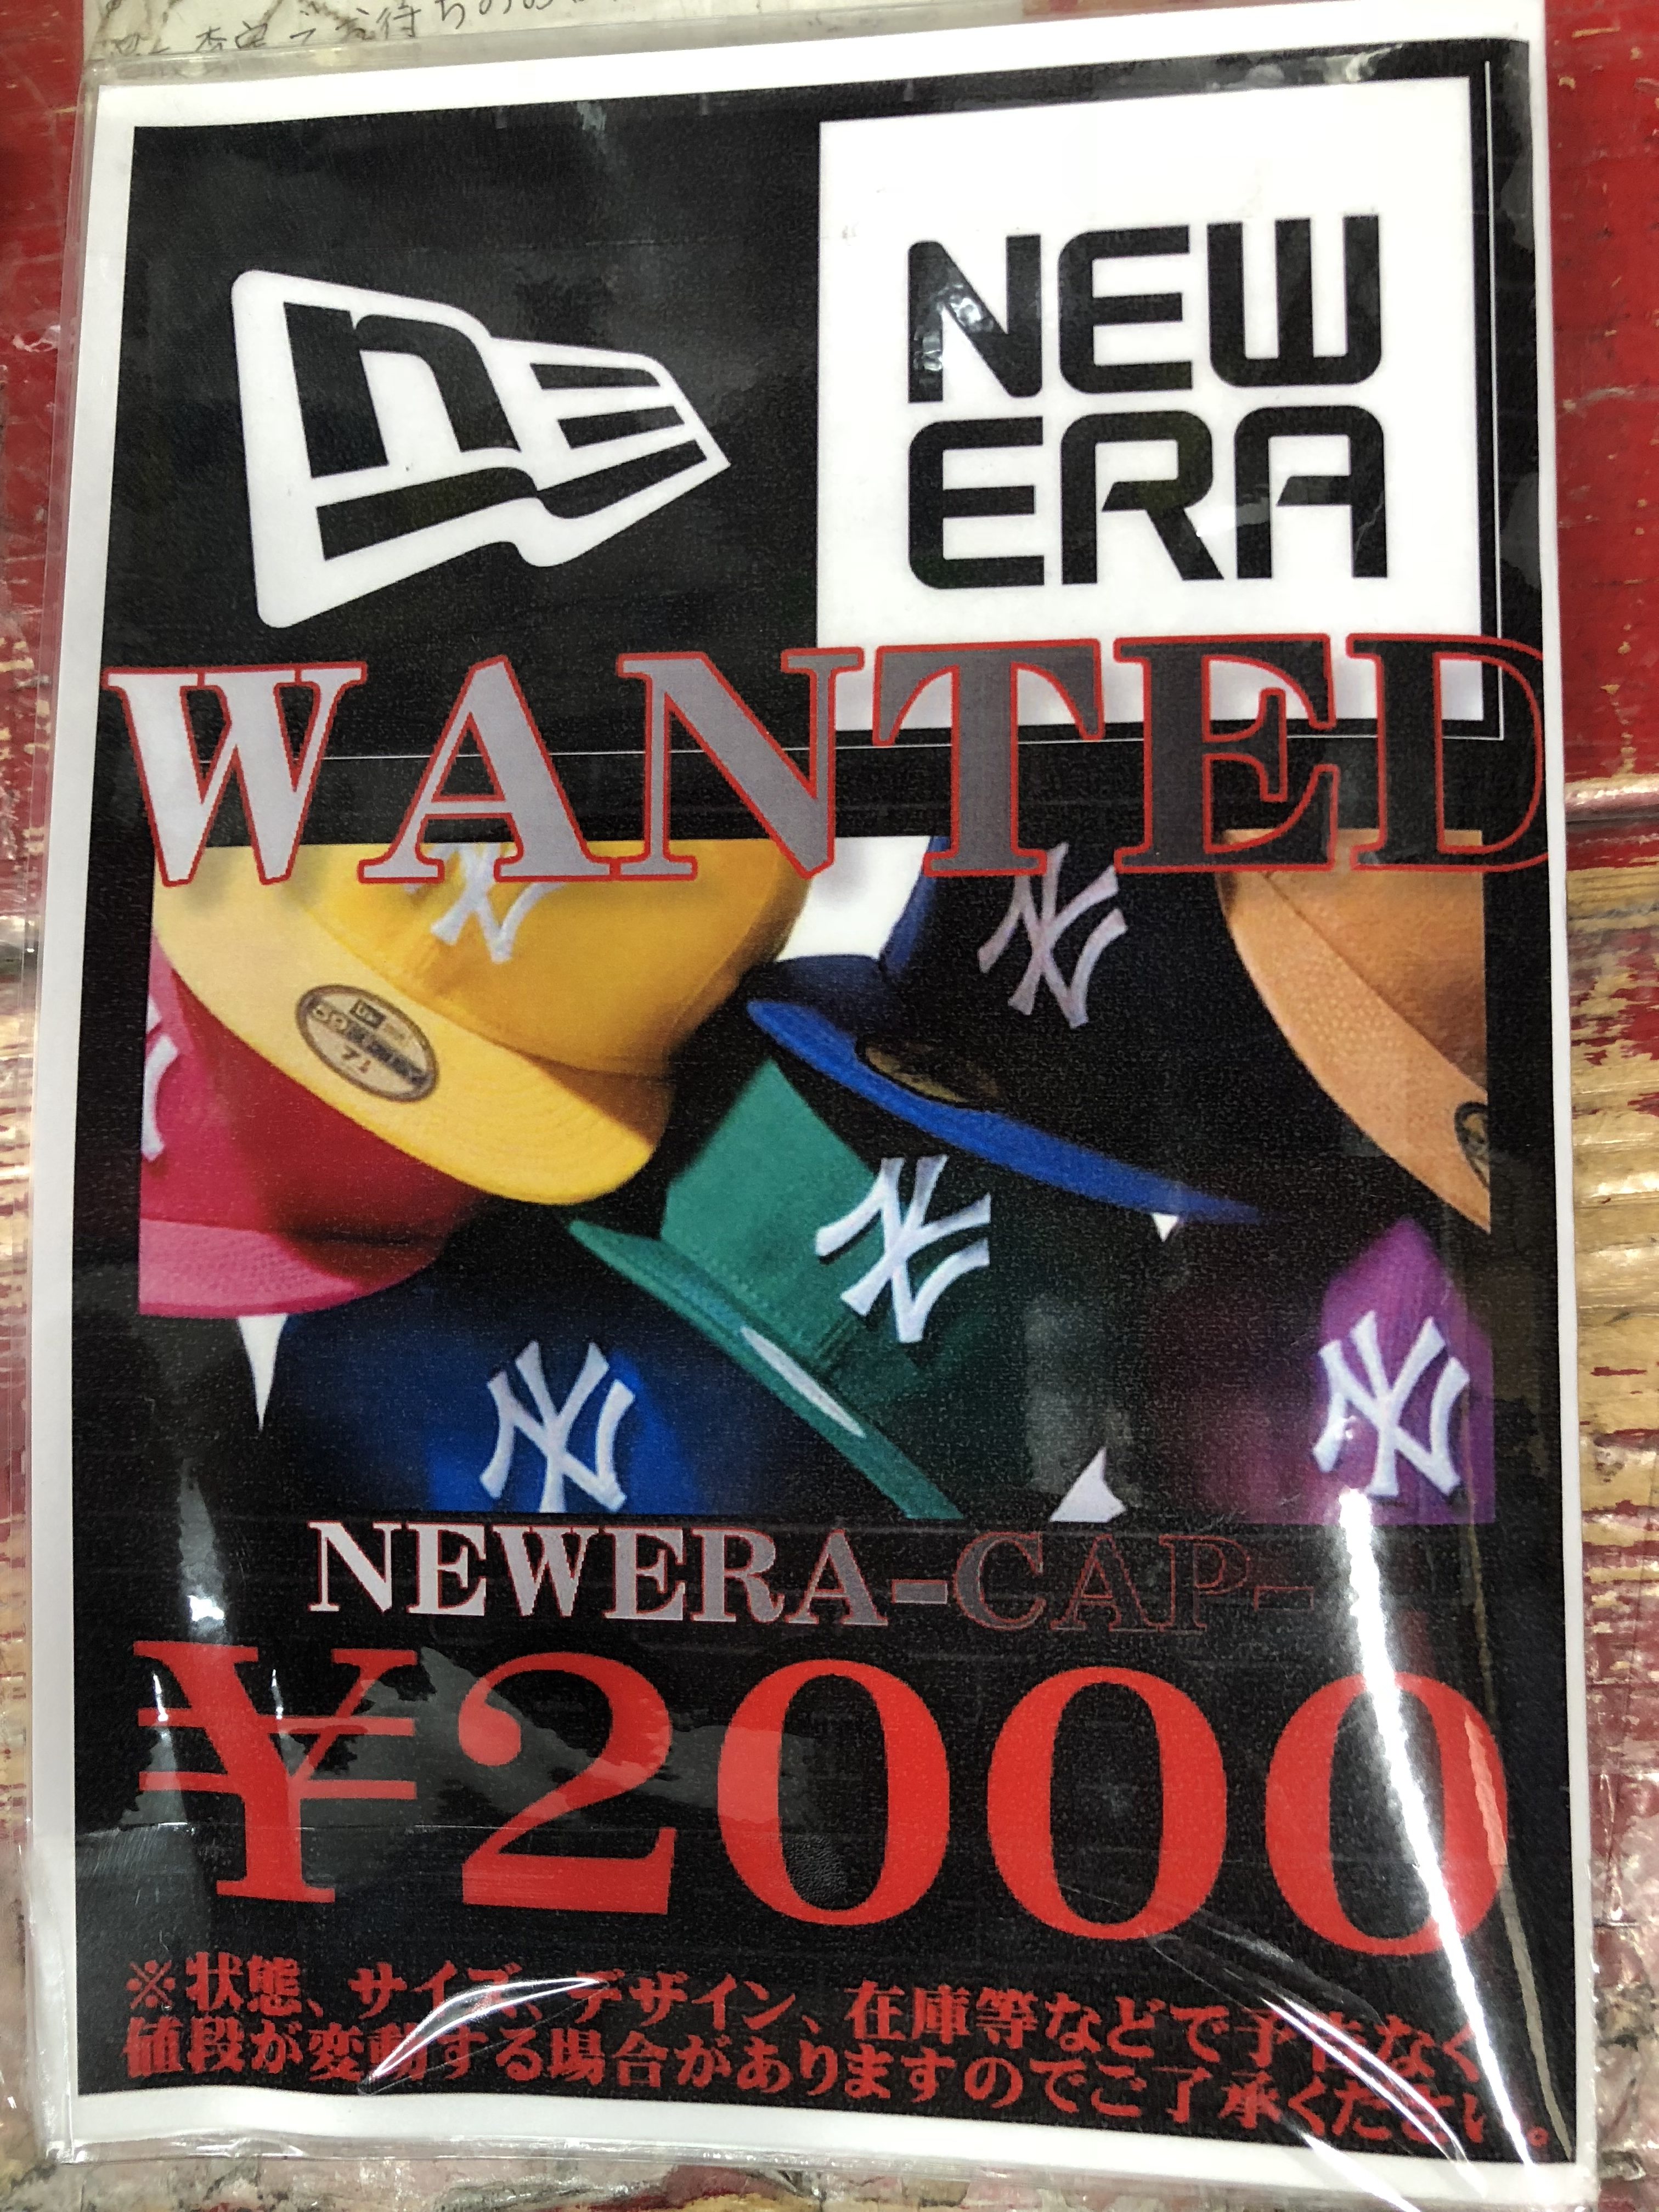 NEW
ERA
WANTED
NEWERA-CAP-
¥2000
※状態、サイズ、デザイン、在庫等などで予告なく
値段が変動する場合がありますのでご了承ください。